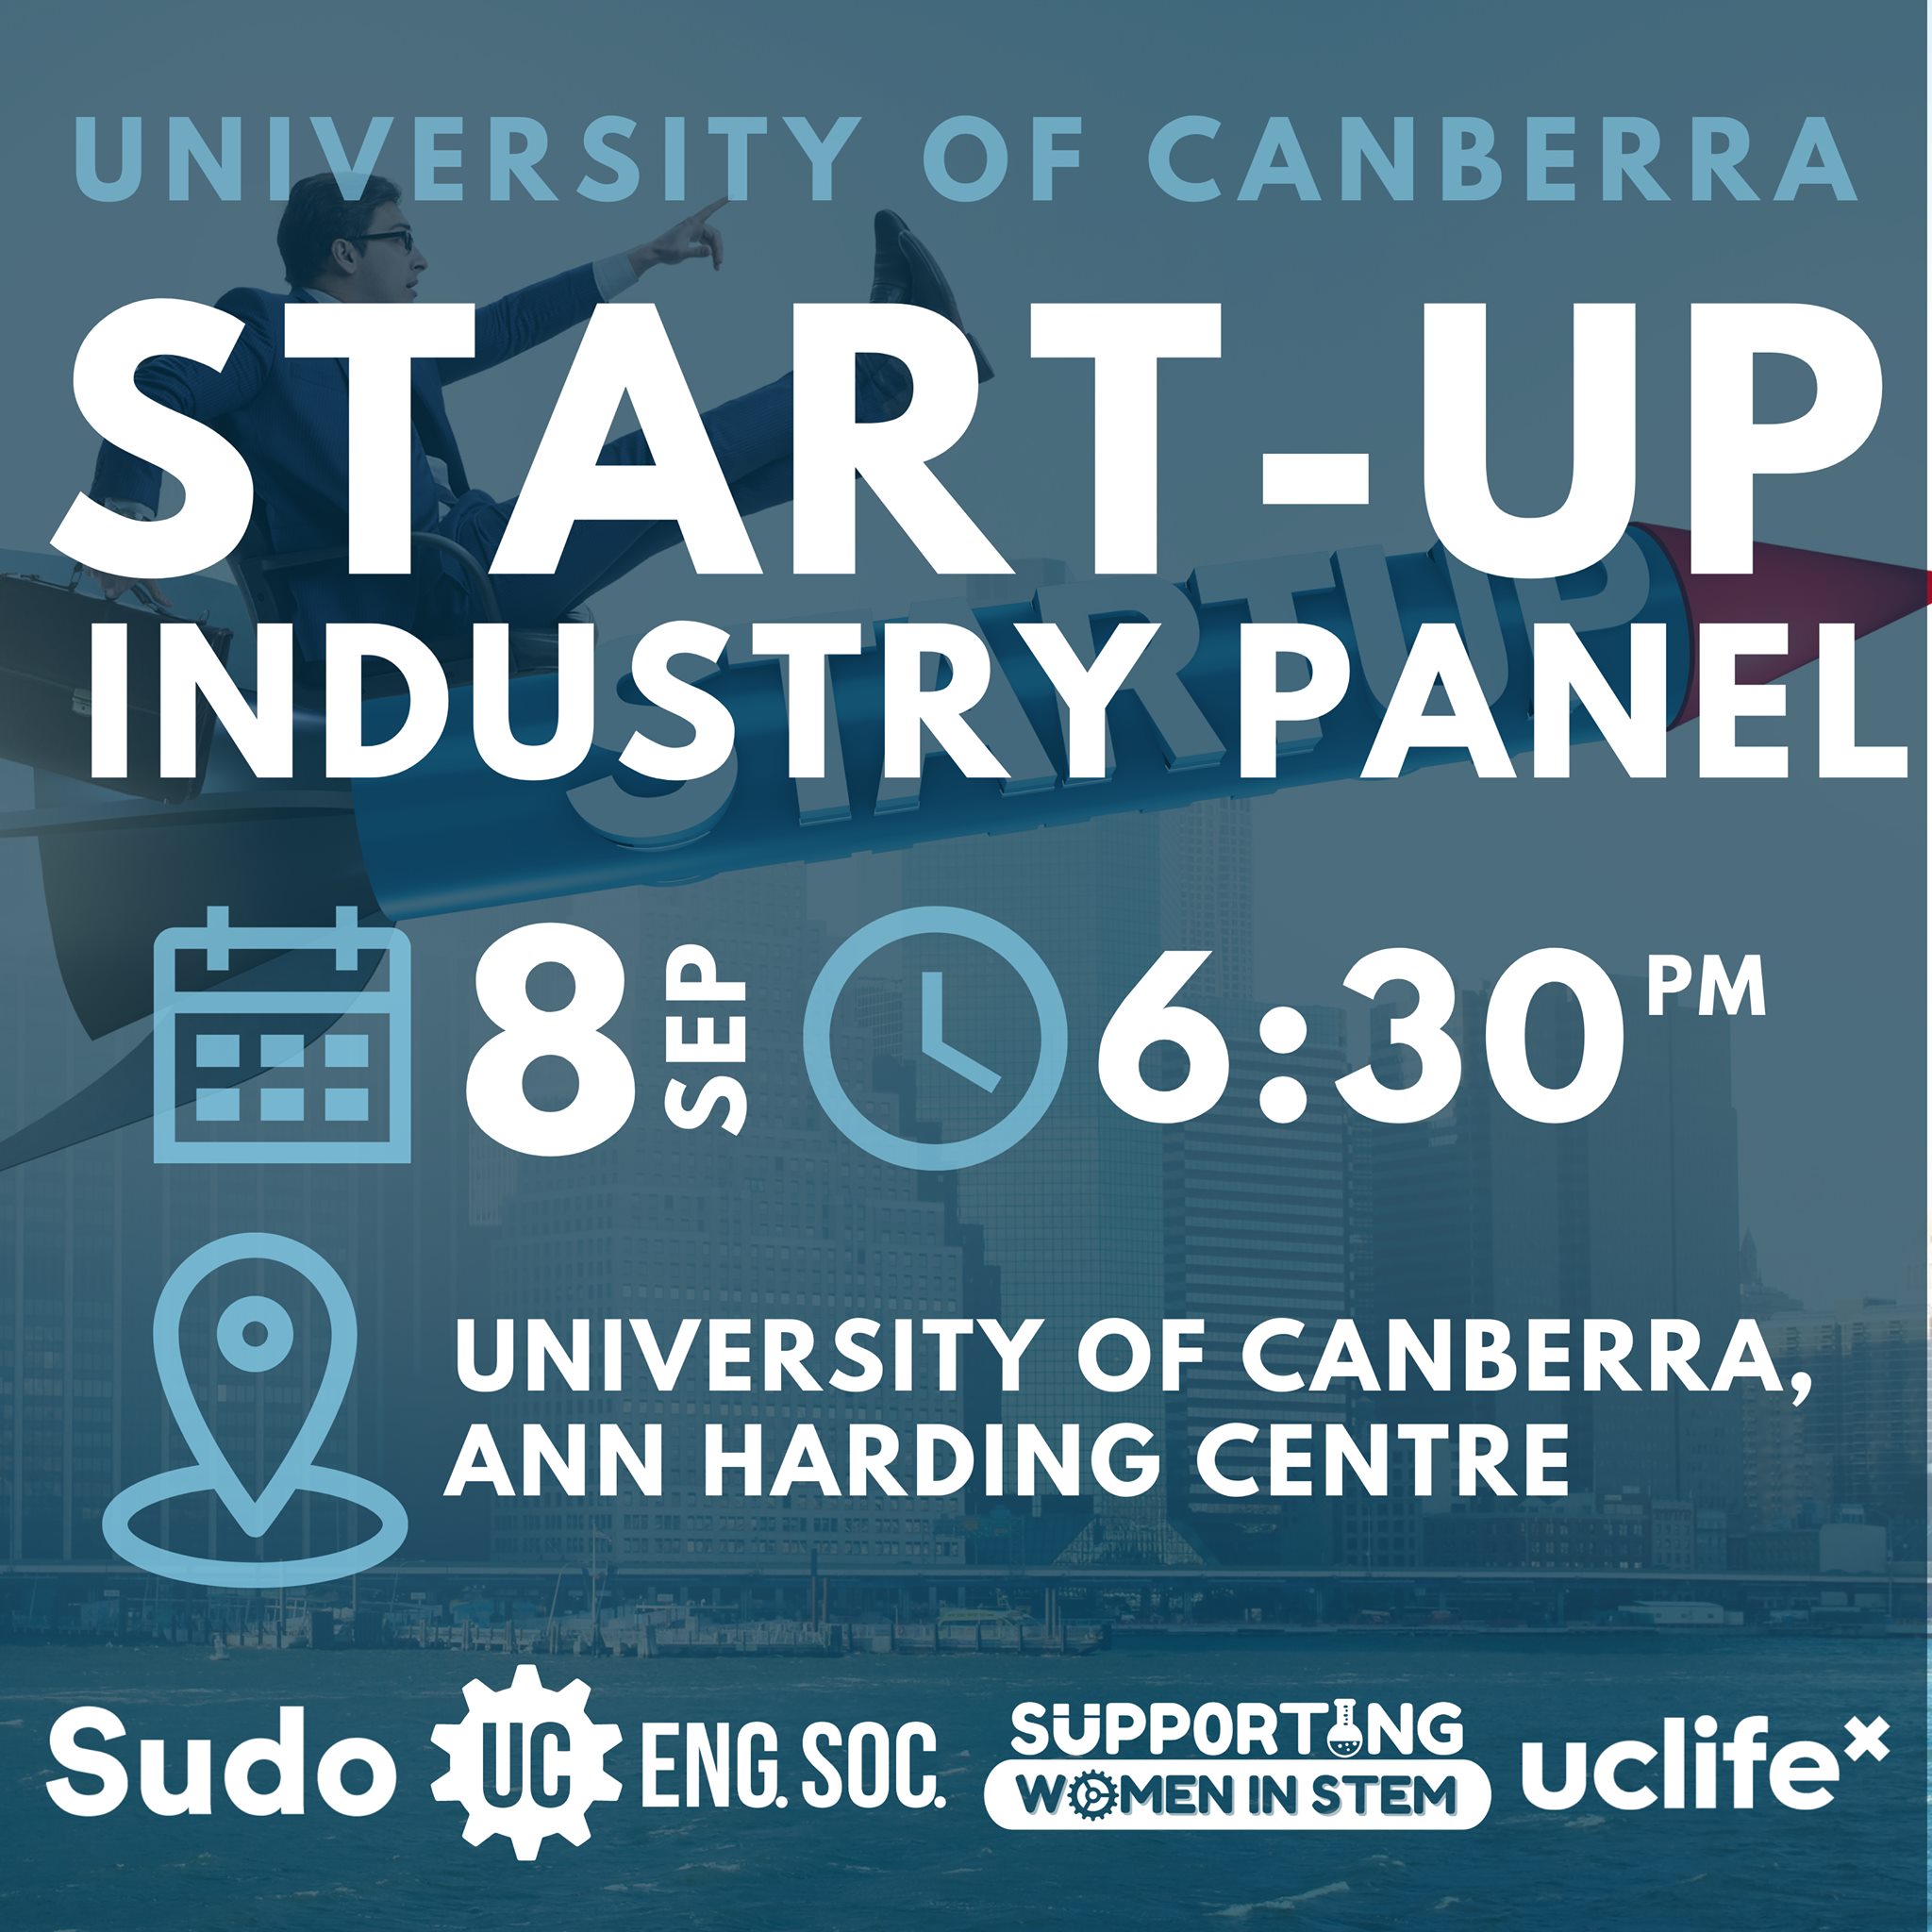 UNIVERSITY OF CANBERRA
START-UP
STARTUP
INDUSTRY PANEL
8 SEP 6:30 PM
UNIVERSITY OF CANBERRA,
ANN HARDING CENTRE
Sudo UC ENG. SOC. SUPPORTING WOMEN IN STEM uclife×